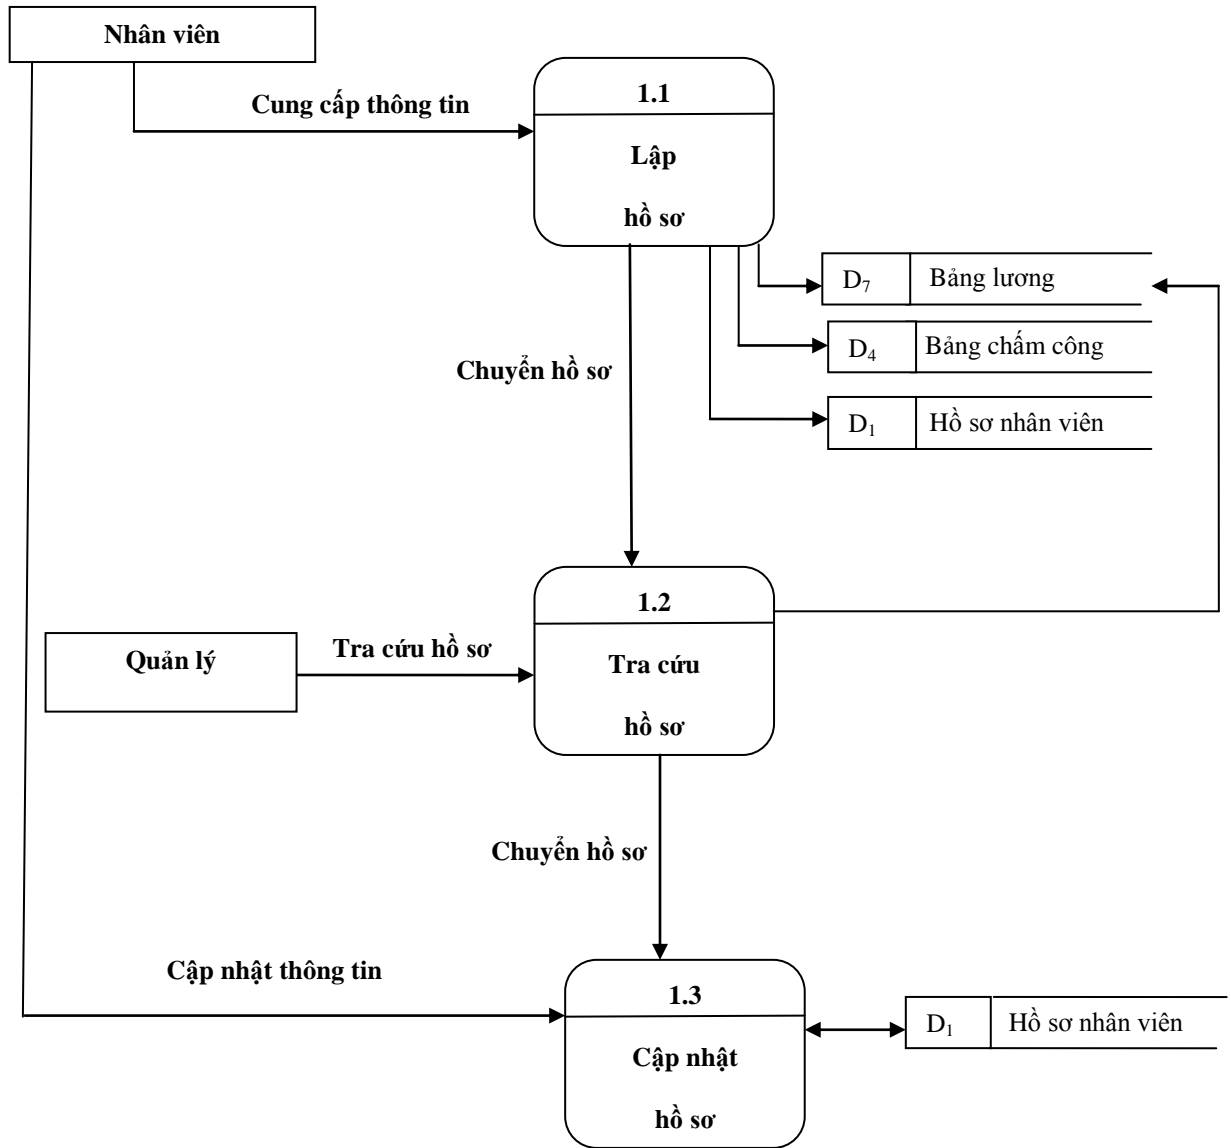 Nhân viên
Cung cấp thông tin
1.1
Lập
hồ sơ
D₇ Bảng lương
D₄ Bảng chấm công
Chuyển hồ sơ
D₁ Hồ sơ nhân viên
1.2
Quản lý
Tra cứu hồ sơ
Tra cứu
hồ sơ
Chuyển hồ sơ
Cập nhật thông tin
1.3
D₁ Hồ sơ nhân viên
Cập nhật
hồ sơ